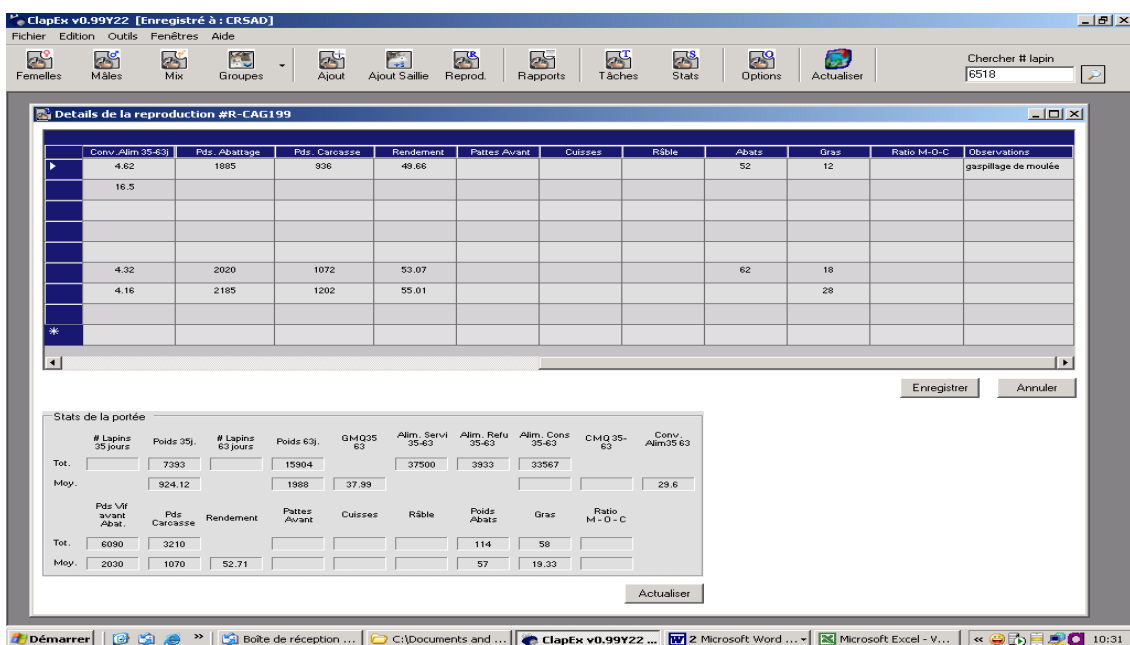 ClapEx v0.99Y22 [Enregistré à : CRSAD]
Fichier Edition Outils Fenêtres Aide
Femelles Mâles Mix Groupes Ajout Ajout Saillie Reprod. Rapports Tâches Stats Options Actualiser
Chercher # lapin
6518
Details de la reproduction #R-CAG199
Conv.Alim 35-63j Pds. Abattage Pds. Carcasse Rendement Pattes Avant Cuisses Râble Abats Gras Ratio M-O-C Observations
4.62 1885 936 49.66 52 12 gaspillage de moulée
16.5
4.32 2020 1072 53.07 62 18
4.16 2185 1202 55.01 28
Enregistrer Annuler
Stats de la portée
# Lapins 35 jours Poids 35j. # Lapins 63 jours Poids 63j. GMQ35 63 Alim. Servi 35-63 Alim. Refu 35-63 Alim. Cons 35-63 CMQ 35-63 Conv. Alim35 63
Tot. 7393 15904 37500 3933 33567
Moy. 924.12 1988 37.99 29.6
Pds Vif avant Abat. Pds Carcasse Rendement Pattes Avant Cuisses Râble Poids Abats Gras Ratio M - O - C
Tot. 6090 3210 114 58
Moy. 2030 1070 52.71 57 19.33
Actualiser
Démarrer » Boîte de réception ... C:\Documents and ... ClapEx v0.99Y22 ... 2 Microsoft Word ... Microsoft Excel - V... « 10:31